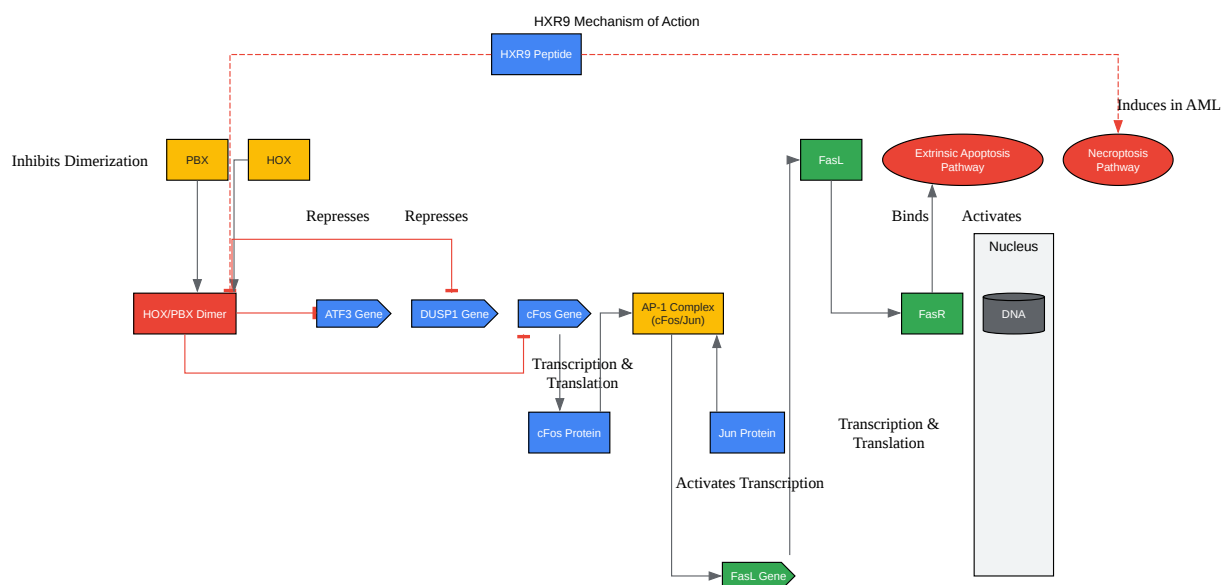 HXR9 Mechanism of Action
HXR9 Peptide
Induces in AML
Inhibits Dimerization
PBX
HOX
FasL
Extrinsic Apoptosis
Pathway
Necroptosis
Pathway
Represses
Represses
Binds
Activates
Nucleus
HOX/PBX Dimer
ATF3 Gene
DUSP1 Gene
cFos Gene
AP-1 Complex
(cFos/Jun)
FasR
DNA
Transcription &
Translation
cFos Protein
Jun Protein
Transcription &
Translation
Activates Transcription
FasL Gene